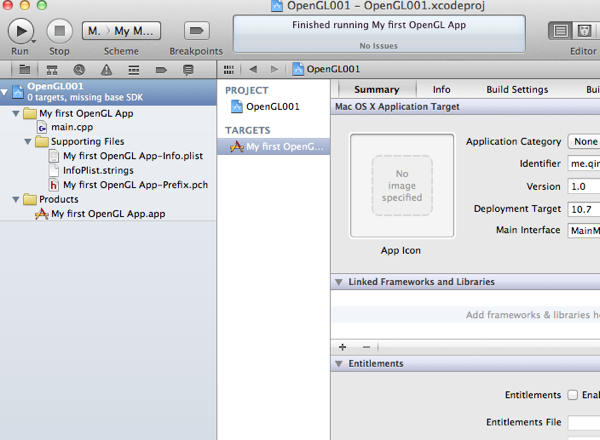 OpenGL001 – OpenGL001.xcodeproj
Finished running My first OpenGL App
No Issues
Run
Stop
M. My M...
Scheme
Breakpoints
Editor
OpenGL001
0 targets, missing base SDK
My first OpenGL App
main.cpp
Supporting Files
My first OpenGL App-Info.plist
InfoPlist.strings
h My first OpenGL App-Prefix.pch
Products
My first OpenGL App.app
OpenGL001
PROJECT
OpenGL001
TARGETS
My first OpenG...
Summary
Info
Build Settings
Bui
Mac OS X Application Target
No
image
specified
App Icon
Application Category None
Identifier me.qin
Version 1.0
Deployment Target 10.7
Main Interface MainM
Linked Frameworks and Libraries
Add frameworks & libraries he
Entitlements
Entitlements Enal
Entitlements File